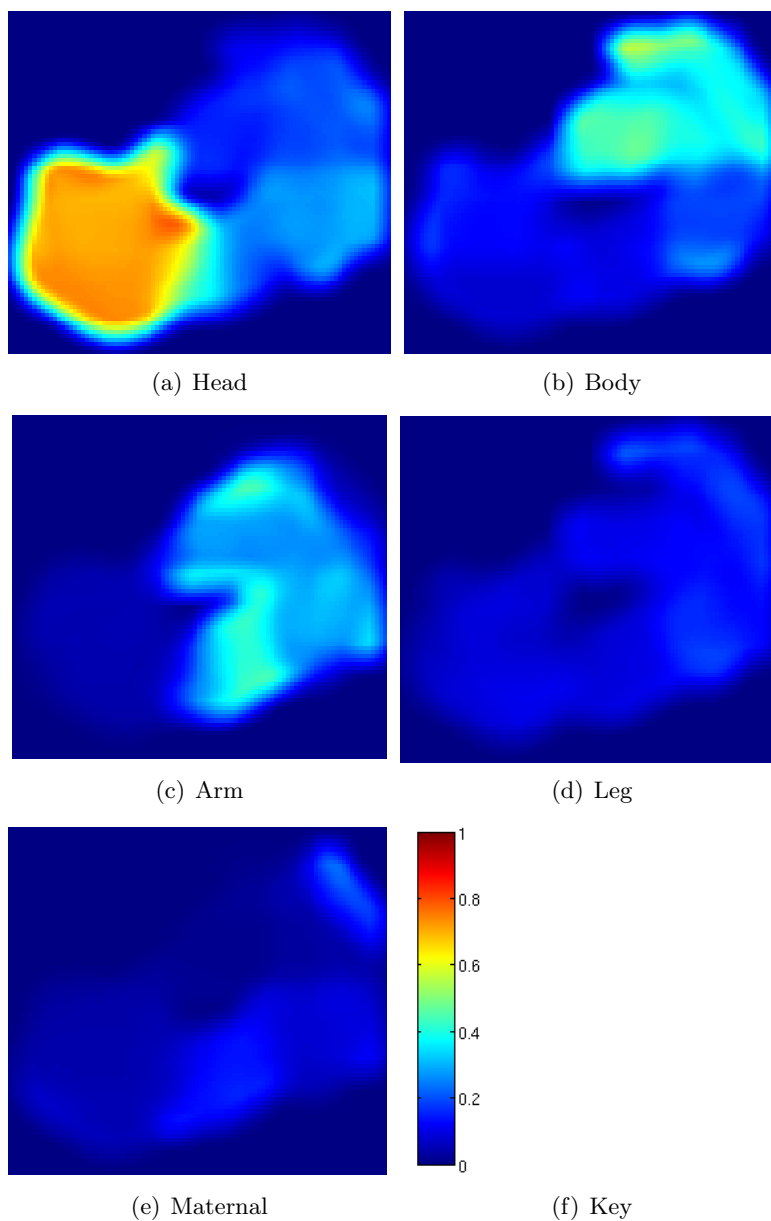 (a) Head
(b) Body
(c) Arm
(d) Leg
1
0.8
0.6
0.4
0.2
0
(e) Maternal
(f) Key